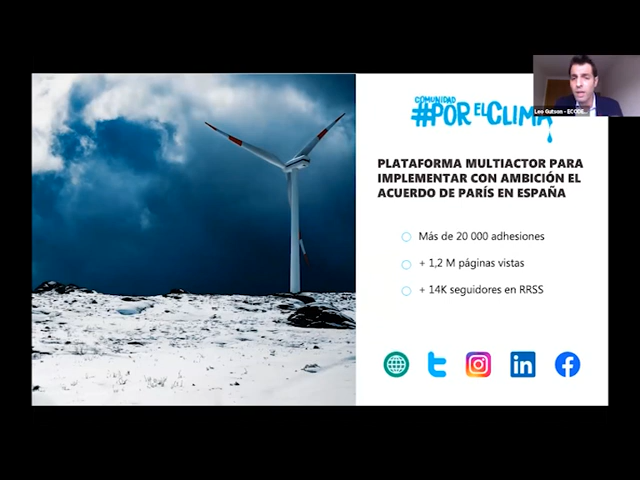 COMUNIDAD
#POR EL CLIMA
Leo Gutson - ECODE...
PLATAFORMA MULTIACTOR PARA
IMPLEMENTAR CON AMBICIÓN EL
ACUERDO DE PARÍS EN ESPAÑA
Más de 20 000 adhesiones
+ 1,2 M páginas vistas
+ 14K seguidores en RRSS